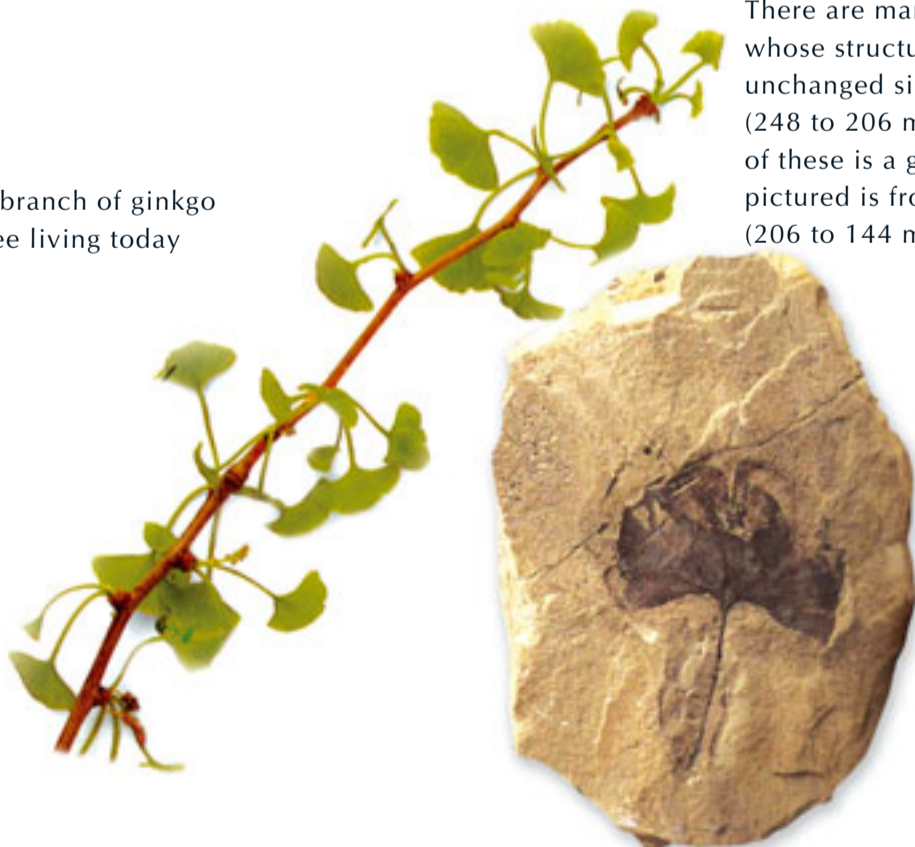 There are mar
whose structu
unchanged si
(248 to 206 m
of these is a g
pictured is fro
(206 to 144 m
branch of ginkgo
ee living today